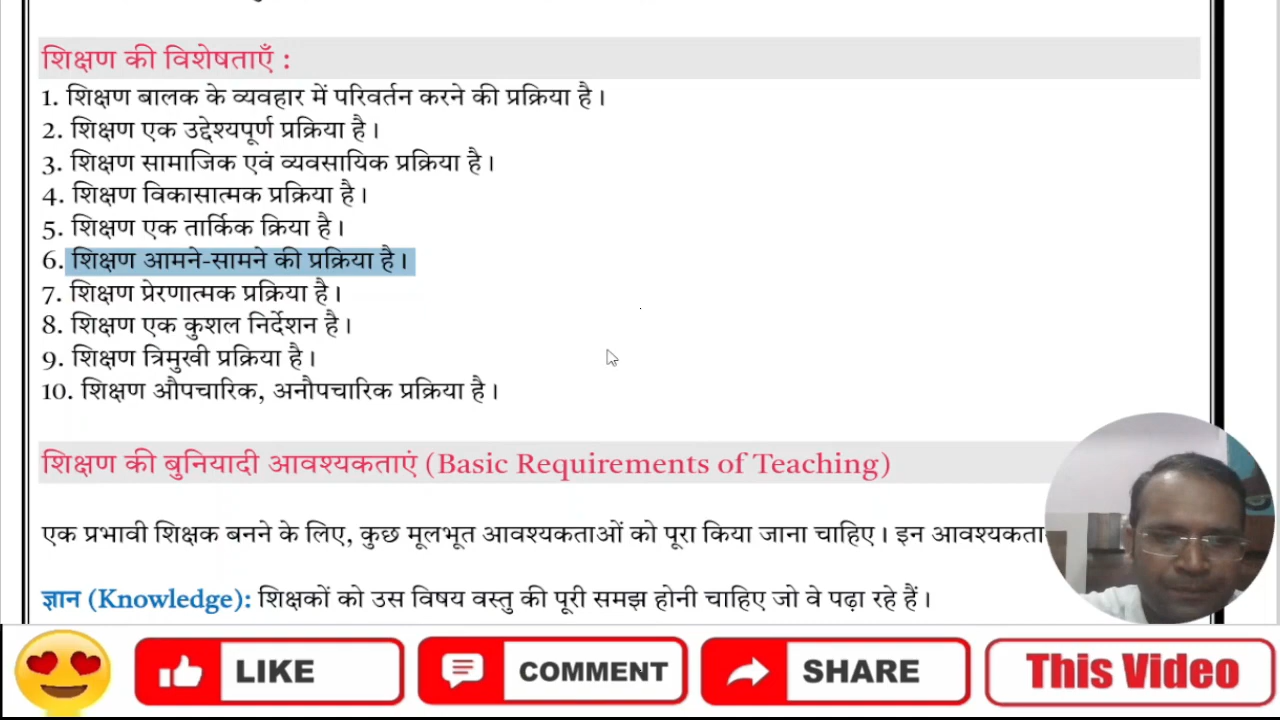 शिक्षण की विशेषताएँ :
1. शिक्षण बालक के व्यवहार में परिवर्तन करने की प्रक्रिया है।
2. शिक्षण एक उद्देश्यपूर्ण प्रक्रिया है।
3. शिक्षण सामाजिक एवं व्यवसायिक प्रक्रिया है।
4. शिक्षण विकासात्मक प्रक्रिया है।
5. शिक्षण एक तार्किक क्रिया है।
6. शिक्षण आमने-सामने की प्रक्रिया है।
7. शिक्षण प्रेरणात्मक प्रक्रिया है।
8. शिक्षण एक कुशल निर्देशन है।
9. शिक्षण त्रिमुखी प्रक्रिया है।
10. शिक्षण औपचारिक, अनौपचारिक प्रक्रिया है।
शिक्षण की बुनियादी आवश्यकताएं (Basic Requirements of Teaching)
एक प्रभावी शिक्षक बनने के लिए, कुछ मूलभूत आवश्यकताओं को पूरा किया जाना चाहिए। इन
ज्ञान (Knowledge): शिक्षकों को उस विषय वस्तु की पूरी समझ होनी चाहिए जो वे पढ़ा रहे हैं।
LIKE COMMENT SHARE This Video